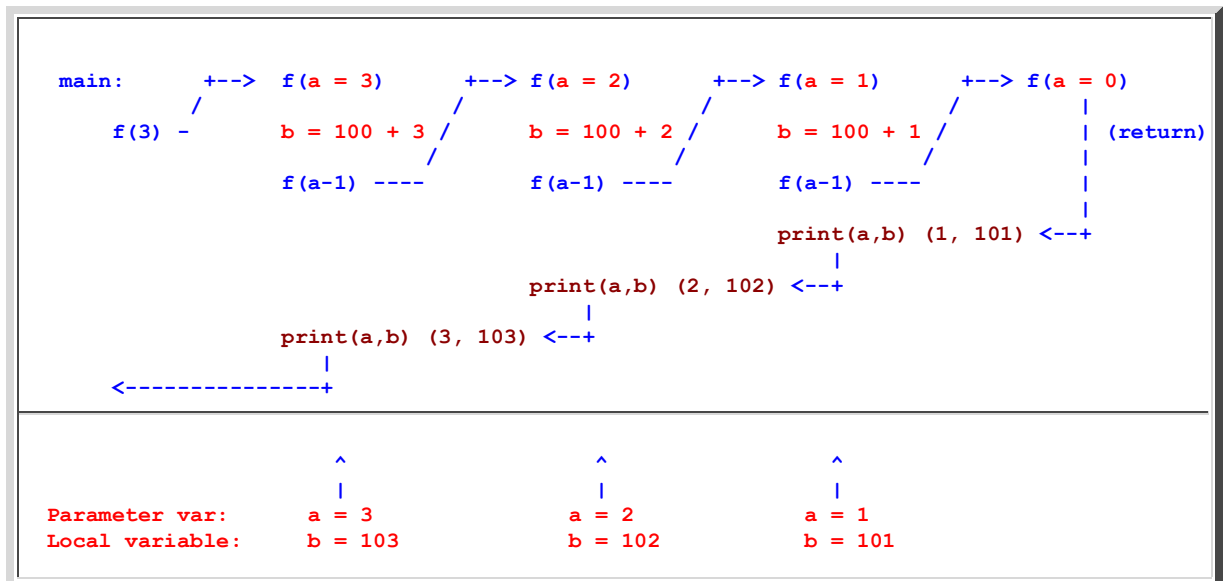 main:       +-->  f(a = 3)      +--> f(a = 2)      +--> f(a = 1)      +--> f(a = 0)
           /                   /                  /                  /         |
    f(3) -       b = 100 + 3 /      b = 100 + 2 /      b = 100 + 1 /          | (return)
                            /                  /                  /           |
                 f(a-1) ----        f(a-1) ----        f(a-1) ----            |
                                                                              |
                                                       print(a,b) (1, 101) <--+
                                                           |
                                    print(a,b) (2, 102) <--+
                                        |
                 print(a,b) (3, 103) <--+
                    |
    <---------------+
                     ^                   ^                 ^
                     |                   |                 |
Parameter var:      a = 3               a = 2             a = 1
Local variable:     b = 103             b = 102           b = 101